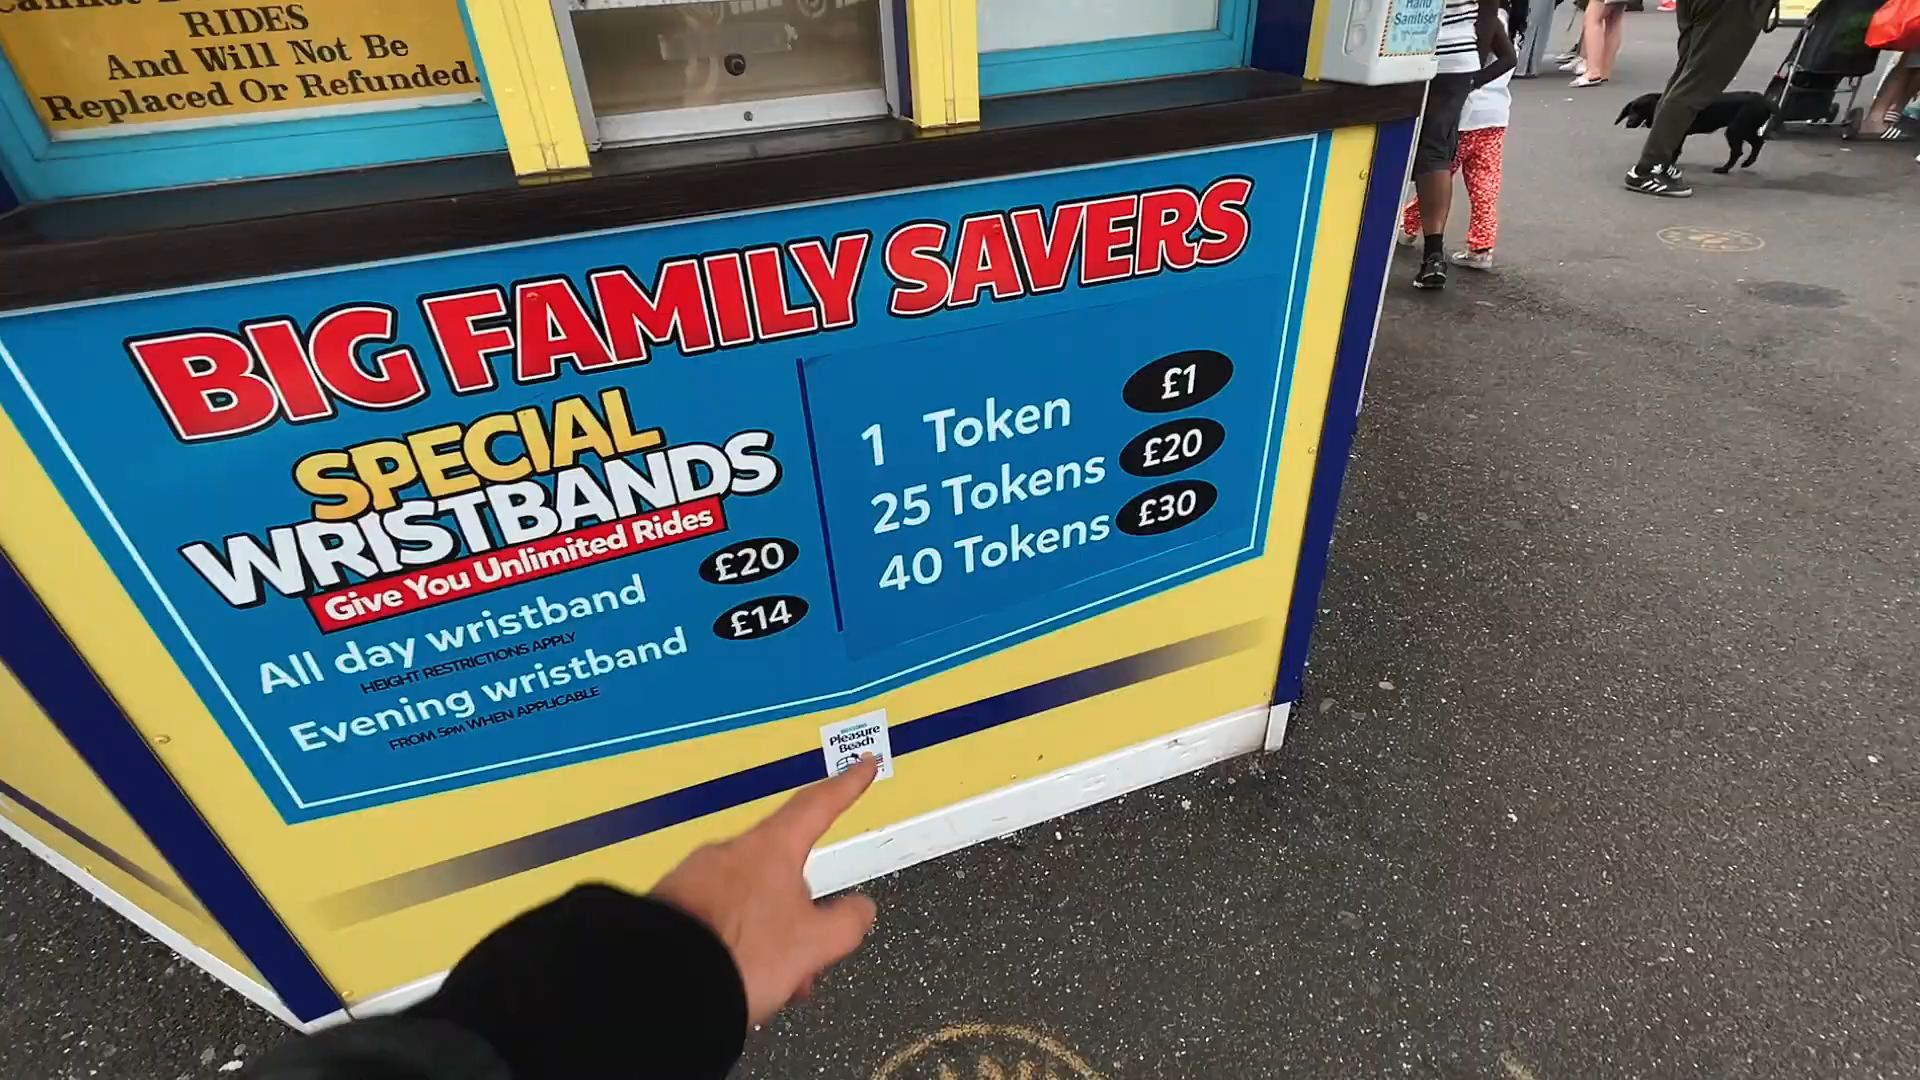 RIDES
And Will Not Be
Replaced Or Refunded.
Hand
Sanitiser
BIG FAMILY SAVERS
SPECIAL
WRISTBANDS
Give You Unlimited Rides
All day wristband £20
HEIGHT RESTRICTIONS APPLY
Evening wristband £14
FROM 5PM WHEN APPLICABLE
1 Token £1
25 Tokens £20
40 Tokens £30
Pleasure
Beach